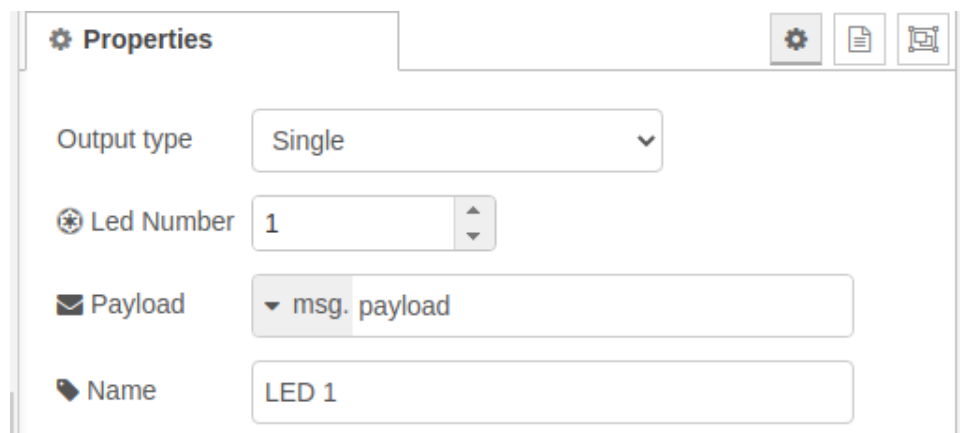 Properties
Output type Single
Led Number 1
Payload msg. payload
Name LED 1